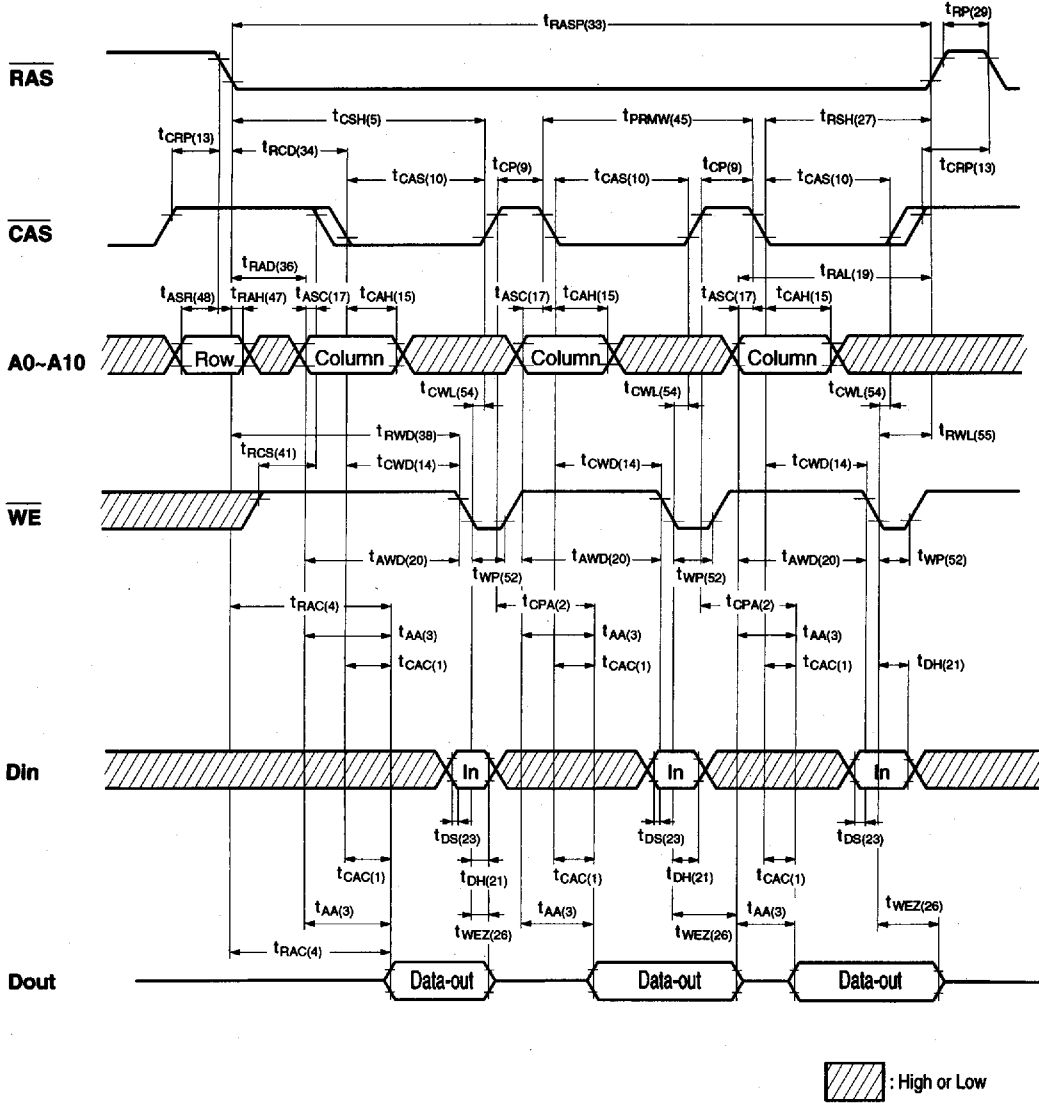 tRASP(33) tRP(29)
RAS
tCSH(5) tPRMW(45) tRSH(27)
tCRP(13) tRCD(34) tCP(9) tCP(9) tCRP(13)
tCAS(10) tCAS(10) tCAS(10)
CAS
tRAD(36) tRAL(19)
tASR(48) tRAH(47) tASC(17) tCAH(15) tASC(17) tCAH(15) tASC(17) tCAH(15)
A0~A10 Row Column Column Column
tCWL(54) tCWL(54) tCWL(54)
tRWD(38) tRWL(55)
tRCS(41) tCWD(14) tCWD(14) tCWD(14)
WE
tAWD(20) tAWD(20) tAWD(20)
tWP(52) tWP(52) tWP(52)
tRAC(4) tCPA(2) tCPA(2)
tAA(3) tAA(3) tAA(3)
tCAC(1) tCAC(1) tCAC(1) tDH(21)
Din In In In
tDS(23) tDS(23) tDS(23)
tCAC(1) tDH(21) tCAC(1) tDH(21) tCAC(1)
tAA(3) tAA(3) tAA(3) tWEZ(26)
tWEZ(26) tWEZ(26)
tRAC(4)
Dout Data-out Data-out Data-out
: High or Low